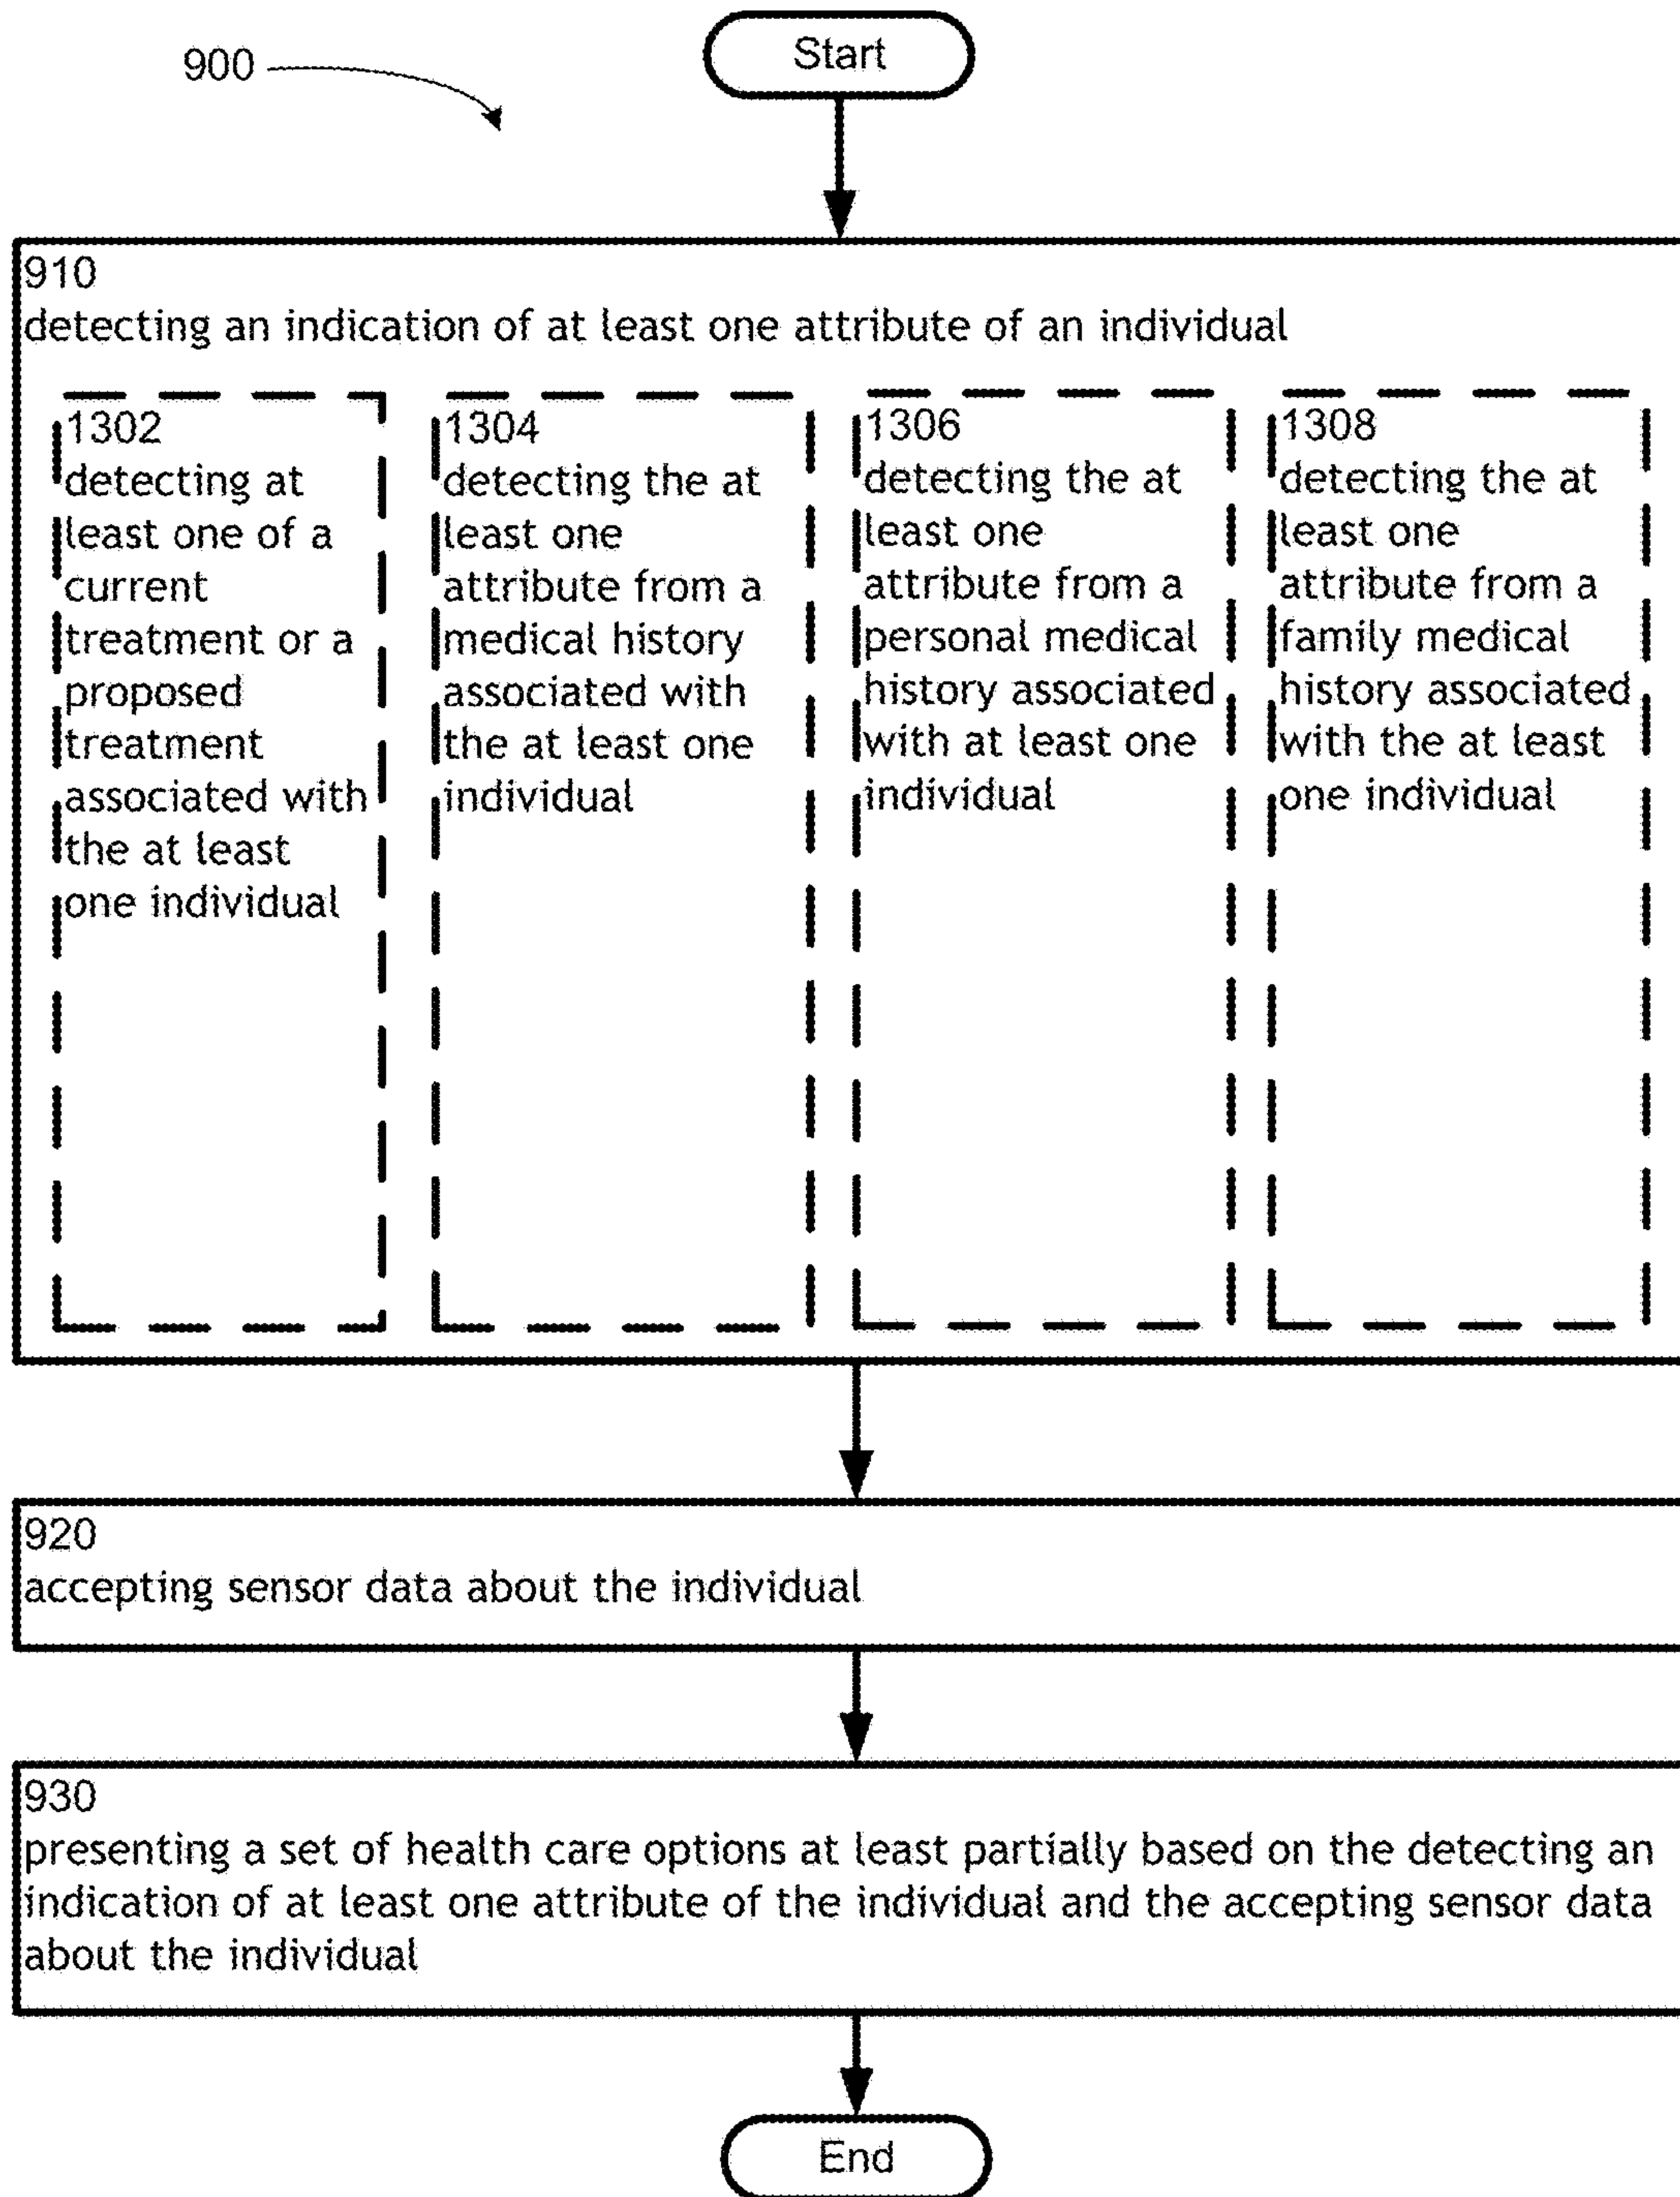 Start
900
910
detecting an indication of at least one attribute of an individual
1302
detecting at
least one of a
current
treatment or a
proposed
treatment
associated with
the at least
one individual
1304
detecting the at
least one
attribute from a
medical history
associated with
the at least one
individual
1306
detecting the at
least one
attribute from a
personal medical
history associated
with at least one
individual
1308
detecting the at
least one
attribute from a
family medical
history associated
with the at least
one individual
920
accepting sensor data about the individual
930
presenting a set of health care options at least partially based on the detecting an
indication of at least one attribute of the individual and the accepting sensor data
about the individual
End